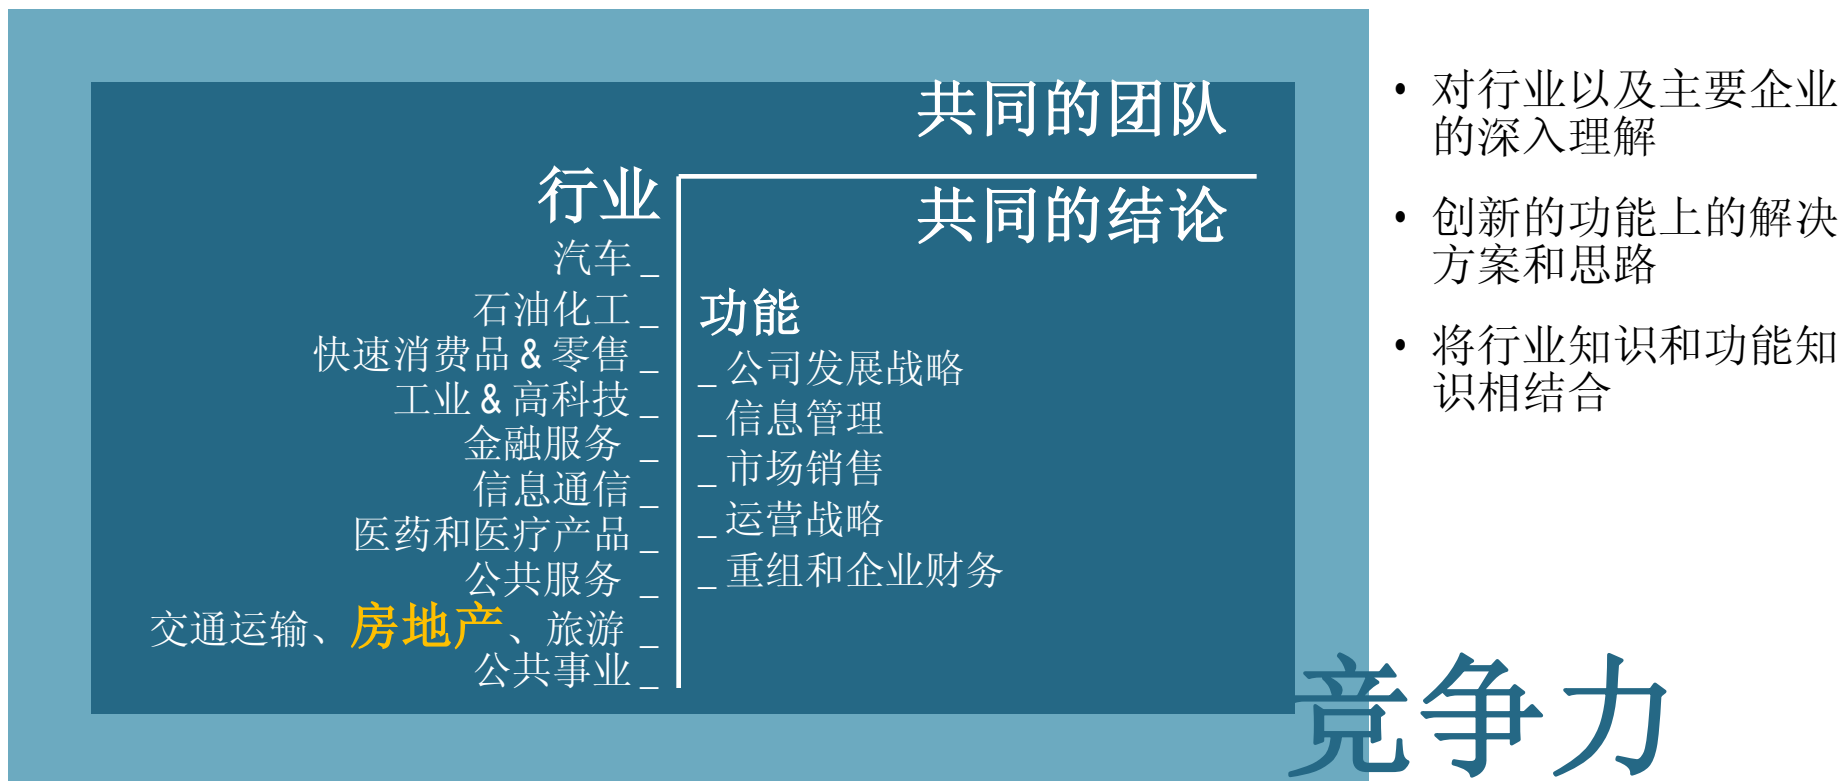 共同的团队
行业
共同的结论
汽车 _
石油化工 _
快速消费品 & 零售 _
工业 & 高科技 _
金融服务 _
信息通信 _
医药和医疗产品 _
公共服务 _
交通运输、房地产、旅游 _
公共事业 _
功能
_ 公司发展战略
_ 信息管理
_ 市场销售
_ 运营战略
_ 重组和企业财务
• 对行业以及主要企业
的深入理解
• 创新的功能上的解决
方案和思路
• 将行业知识和功能知
识相结合
竞争力